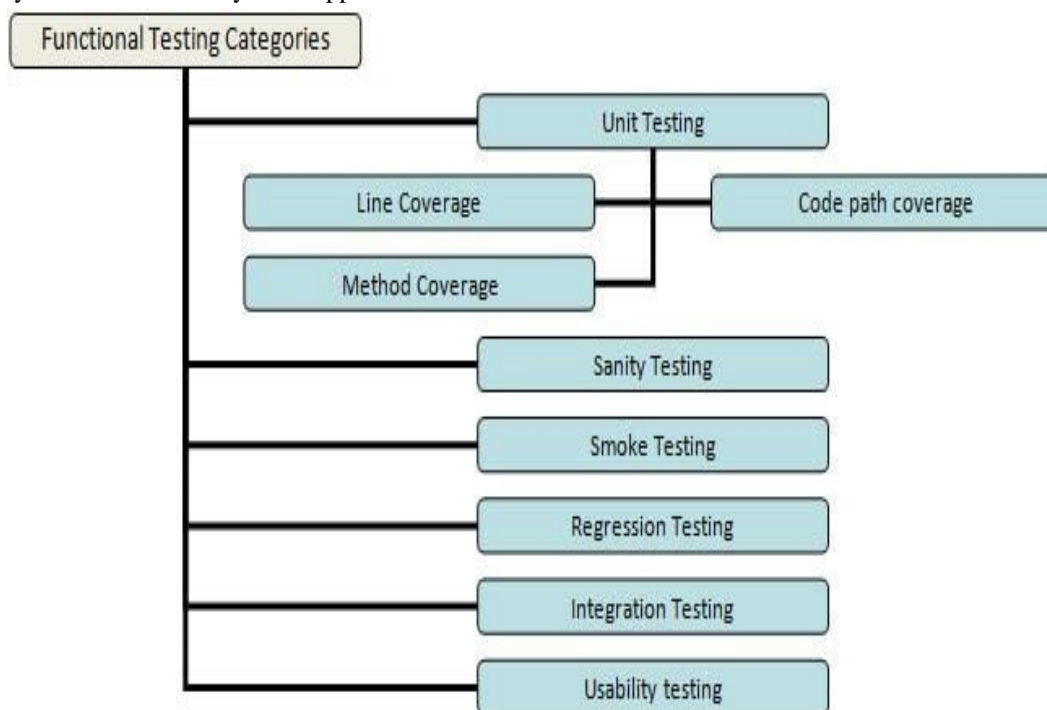 Functional Testing Categories
Unit Testing
Line Coverage
Code path coverage
Method Coverage
Sanity Testing
Smoke Testing
Regression Testing
Integration Testing
Usability testing